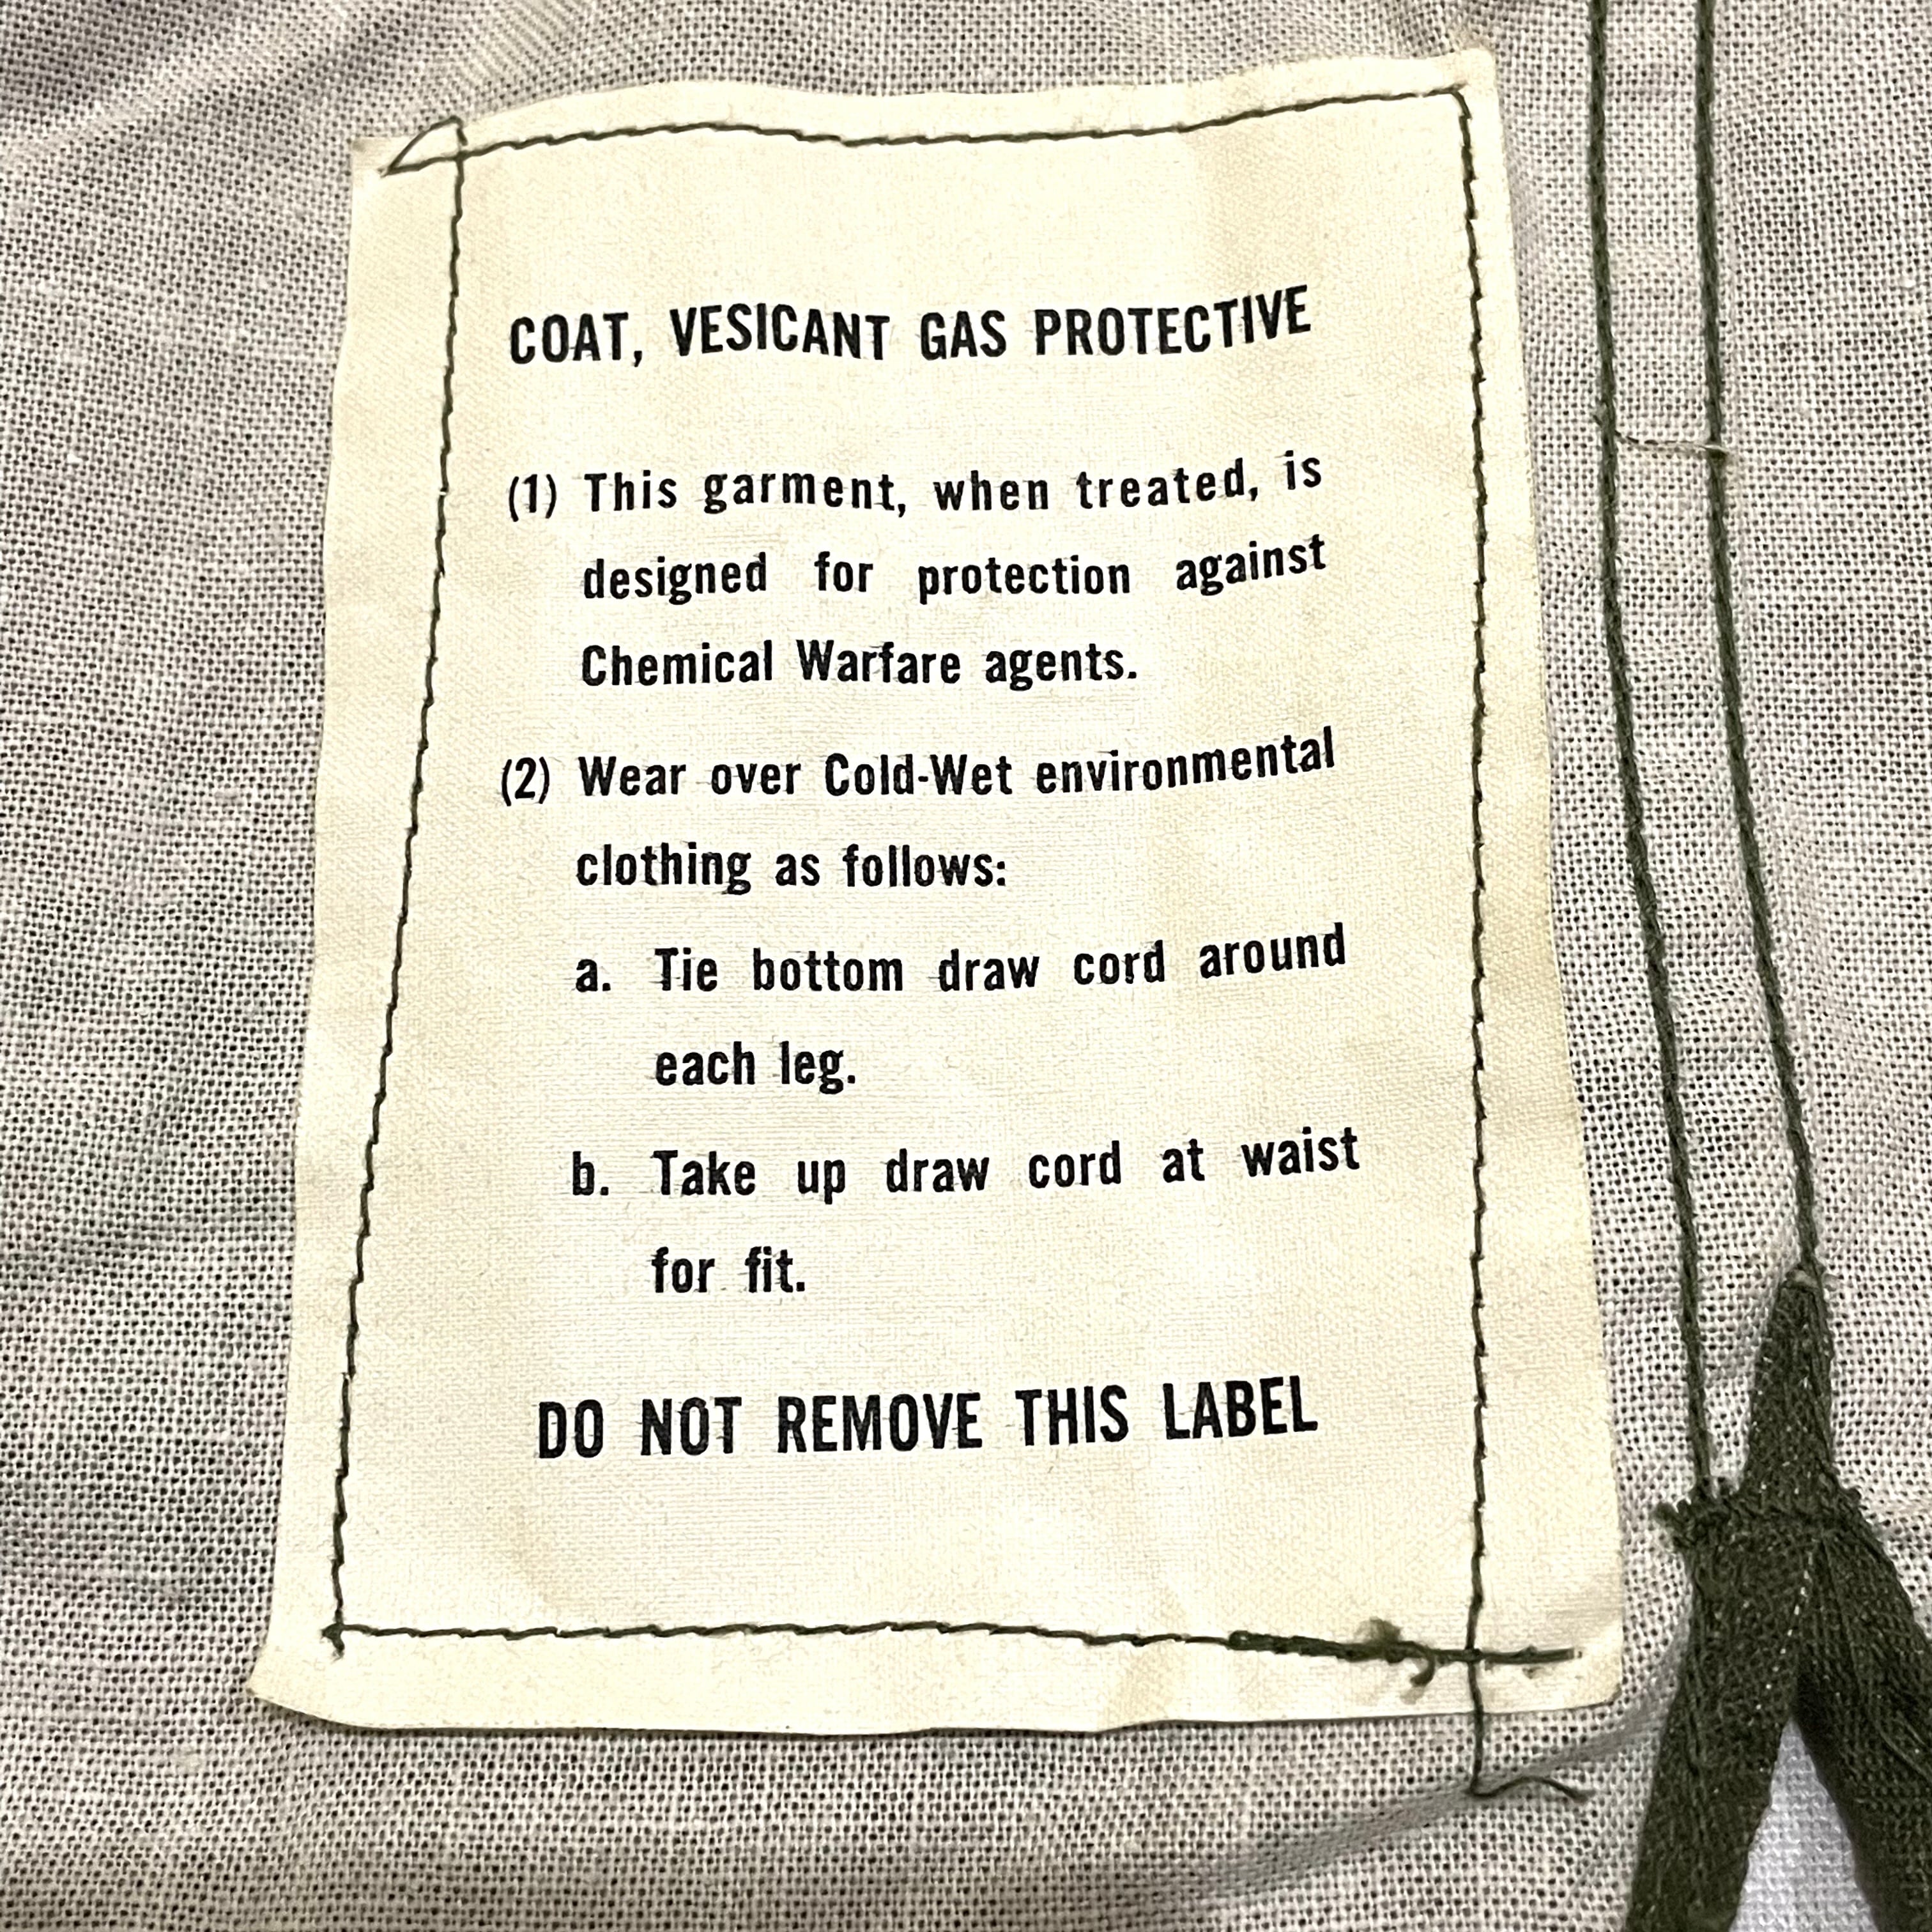 COAT, VESICANT GAS PROTECTIVE
(1) This garment, when treated, is
designed for protection against
Chemical Warfare agents.
(2) Wear over Cold-Wet environmental
clothing as follows:
a. Tie bottom draw cord around
each leg.
b. Take up draw cord at waist
for fit.
DO NOT REMOVE THIS LABEL